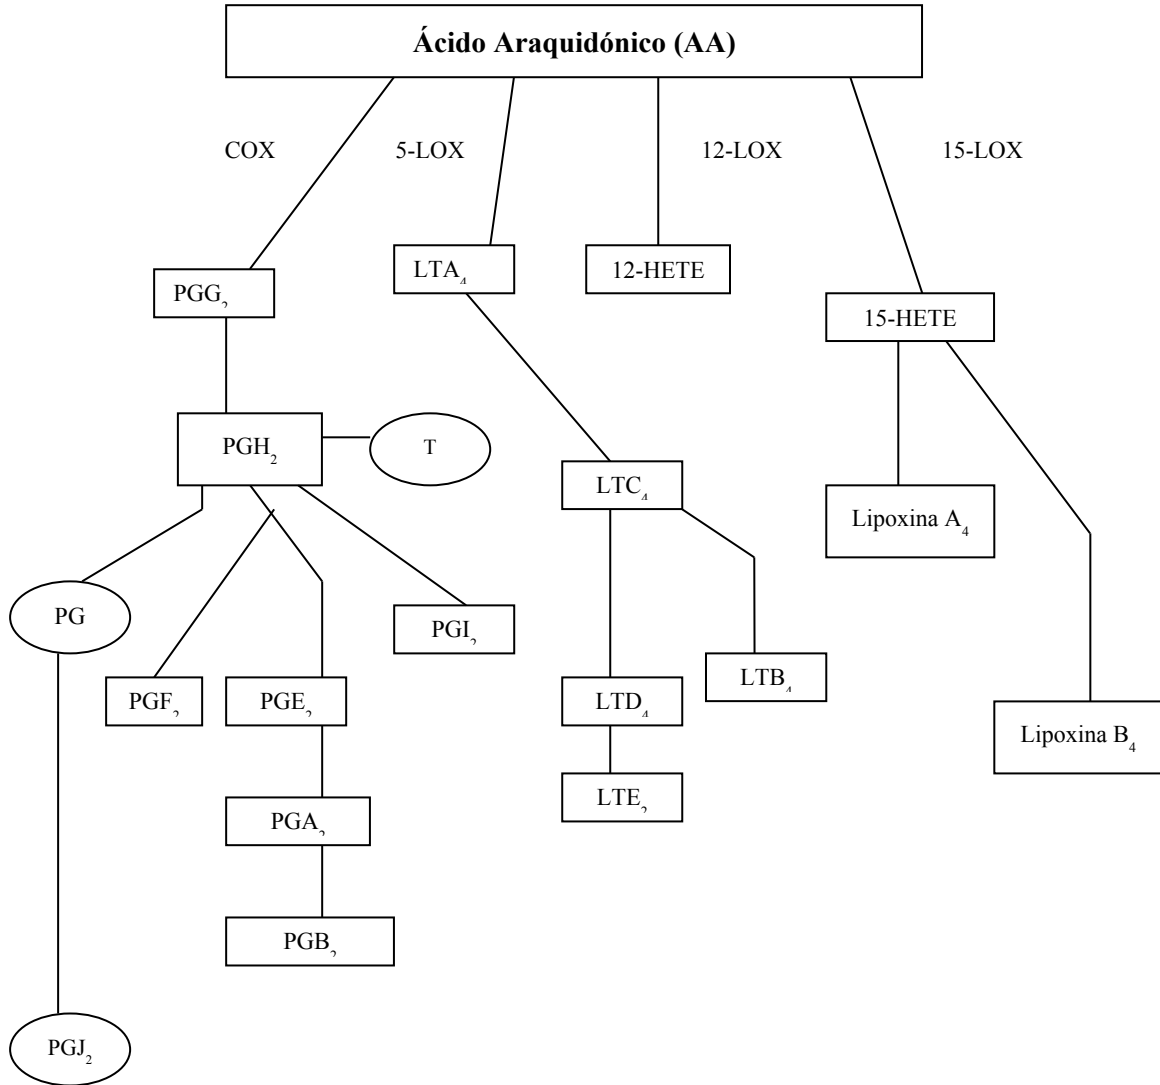 Ácido Araquidónico (AA)
COX
5-LOX
12-LOX
15-LOX
LTA₄
12-HETE
PGG₂
15-HETE
PGH₂
T
LTC₄
Lipoxina A₄
PG
PGI₂
LTB₄
PGF₂
PGE₂
LTD₄
Lipoxina B₄
LTE₂
PGA₂
PGB₂
PGJ₂